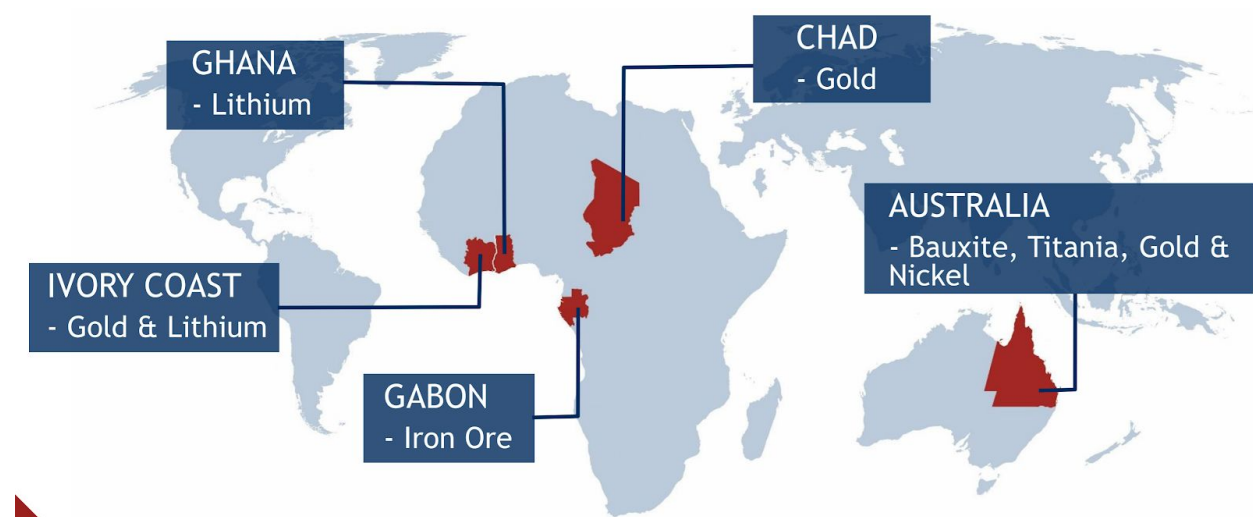 GHANA
- Lithium
CHAD
- Gold
AUSTRALIA
- Bauxite, Titania, Gold &
Nickel
IVORY COAST
- Gold & Lithium
GABON
- Iron Ore